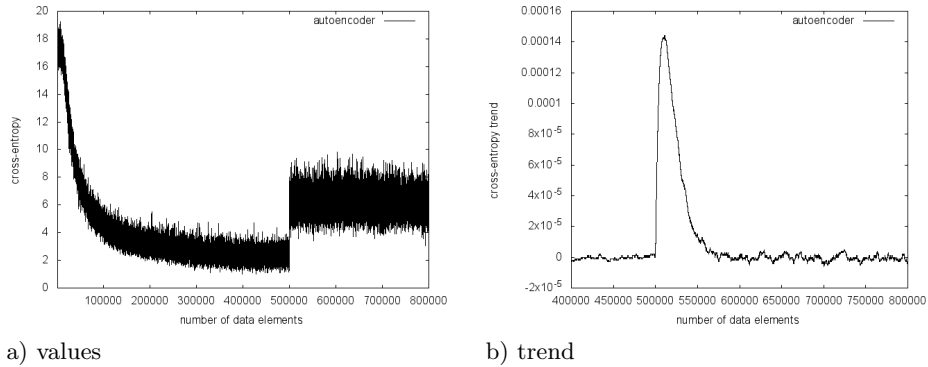 autoencoder
20
18
16
14
12
10
8
6
4
2
0
cross-entropy
100000 200000 300000 400000 500000 600000 700000 800000
number of data elements
a) values
autoencoder
0.00016
0.00014
0.00012
0.0001
8x10-5
6x10-5
4x10-5
2x10-5
0
-2x10-5
cross-entropy trend
400000 450000 500000 550000 600000 650000 700000 750000 800000
number of data elements
b) trend